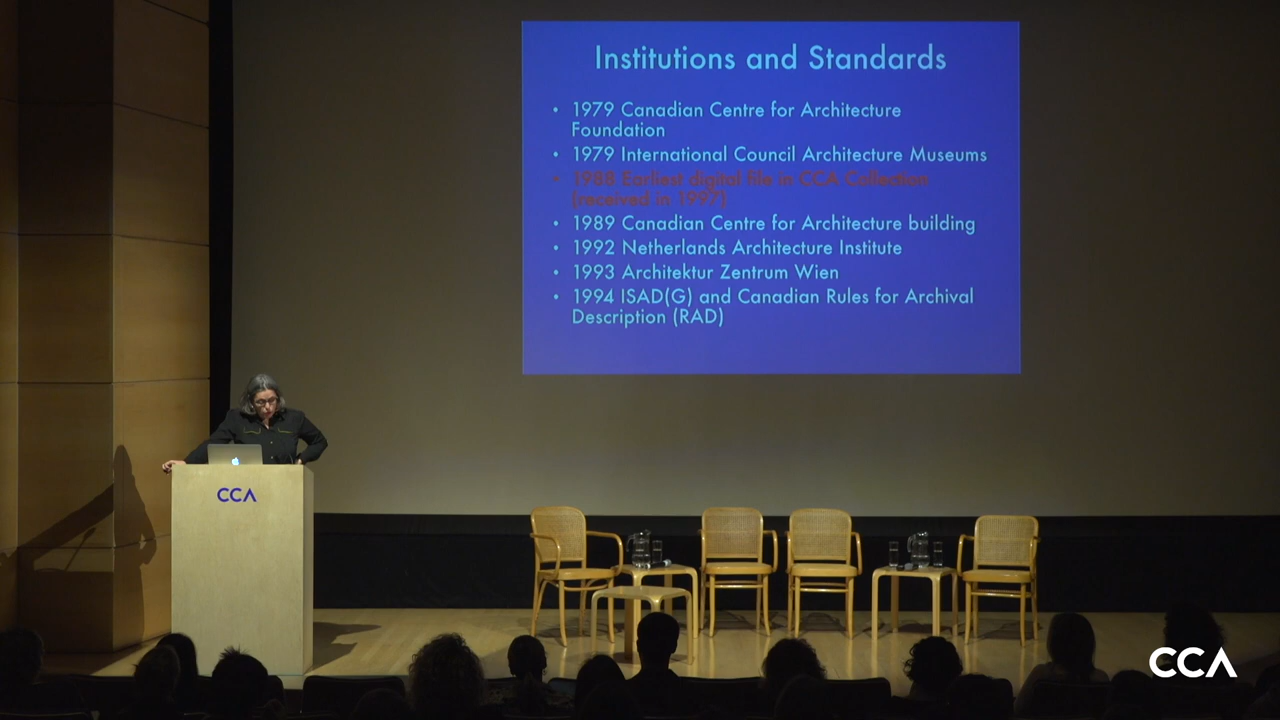 Institutions and Standards
• 1979 Canadian Centre for Architecture
Foundation
• 1979 International Council Architecture Museums
• 1988 Earliest digital file in CCA Collection
(received in 1997)
• 1989 Canadian Centre for Architecture building
• 1992 Netherlands Architecture Institute
• 1993 Architektur Zentrum Wien
• 1994 ISAD(G) and Canadian Rules for Archival
Description (RAD)
CCA
CCA